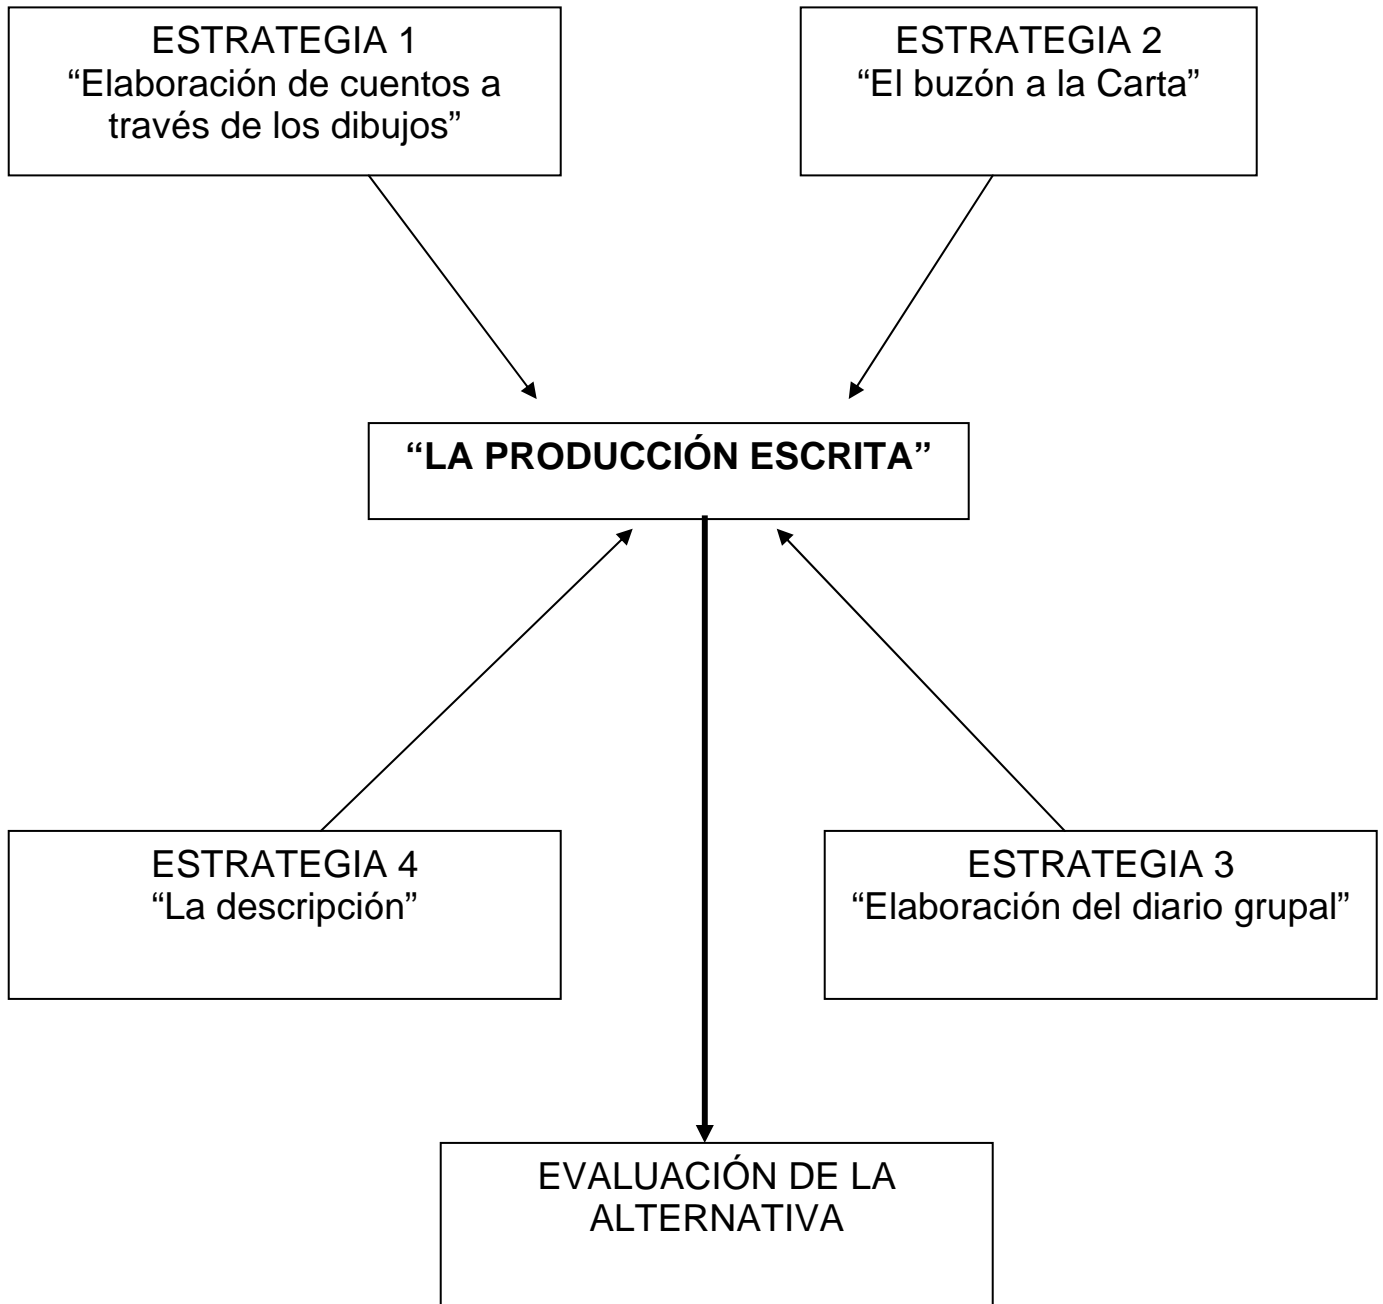 ESTRATEGIA 1
“Elaboración de cuentos a
través de los dibujos”
ESTRATEGIA 2
“El buzón a la Carta”
“LA PRODUCCIÓN ESCRITA”
ESTRATEGIA 4
“La descripción”
ESTRATEGIA 3
“Elaboración del diario grupal”
EVALUACIÓN DE LA
ALTERNATIVA